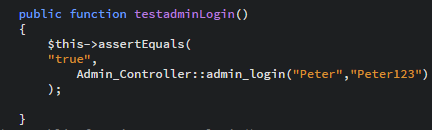 public function testadminLogin()
{
$this->assertEquals(
"true",
Admin_Controller::admin_login("Peter","Peter123")
);
}